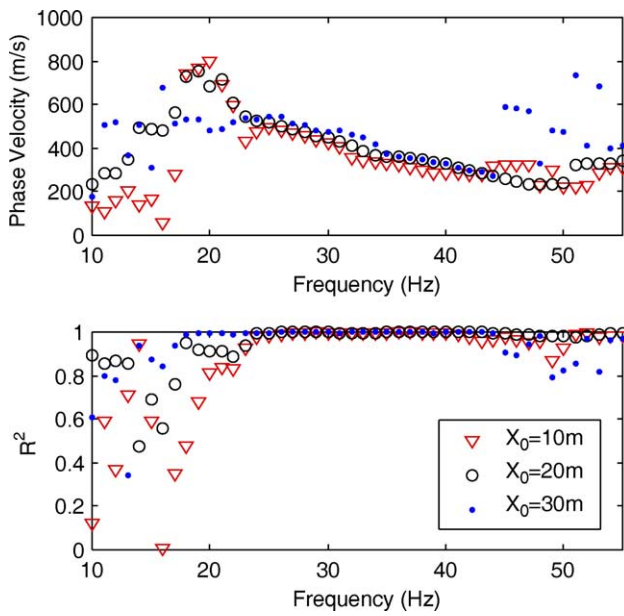 Phase Velocity (m/s)
1000
800
600
400
200
0
10 20 30 40 50
Frequency (Hz)
R²
1
0.8
0.6
0.4
0.2
0
X₀=10m
X₀=20m
X₀=30m
10 20 30 40 50
Frequency (Hz)